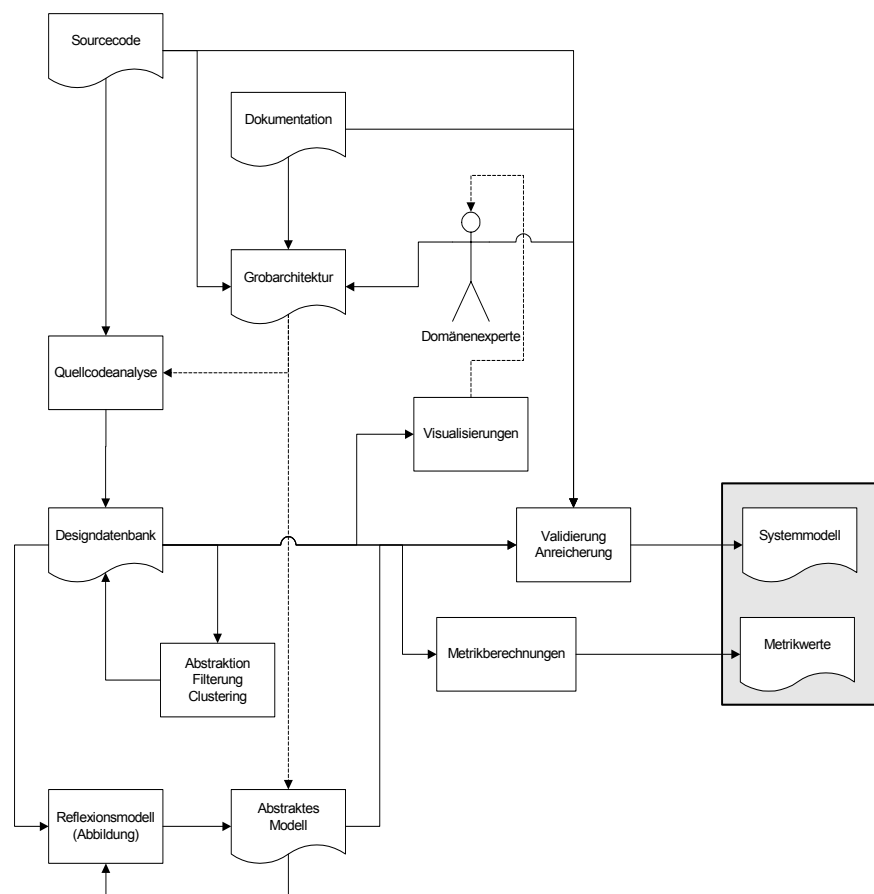 Sourcecode
Dokumentation
Grobarchitektur
Domänenexperte
Quellcodeanalyse
Visualisierungen
Designdatenbank
Validierung
Anreicherung
Systemmodell
Abstraktion
Filterung
Clustering
Metrikberechnungen
Metrikwerte
Reflexionsmodell
(Abbildung)
Abstraktes
Modell